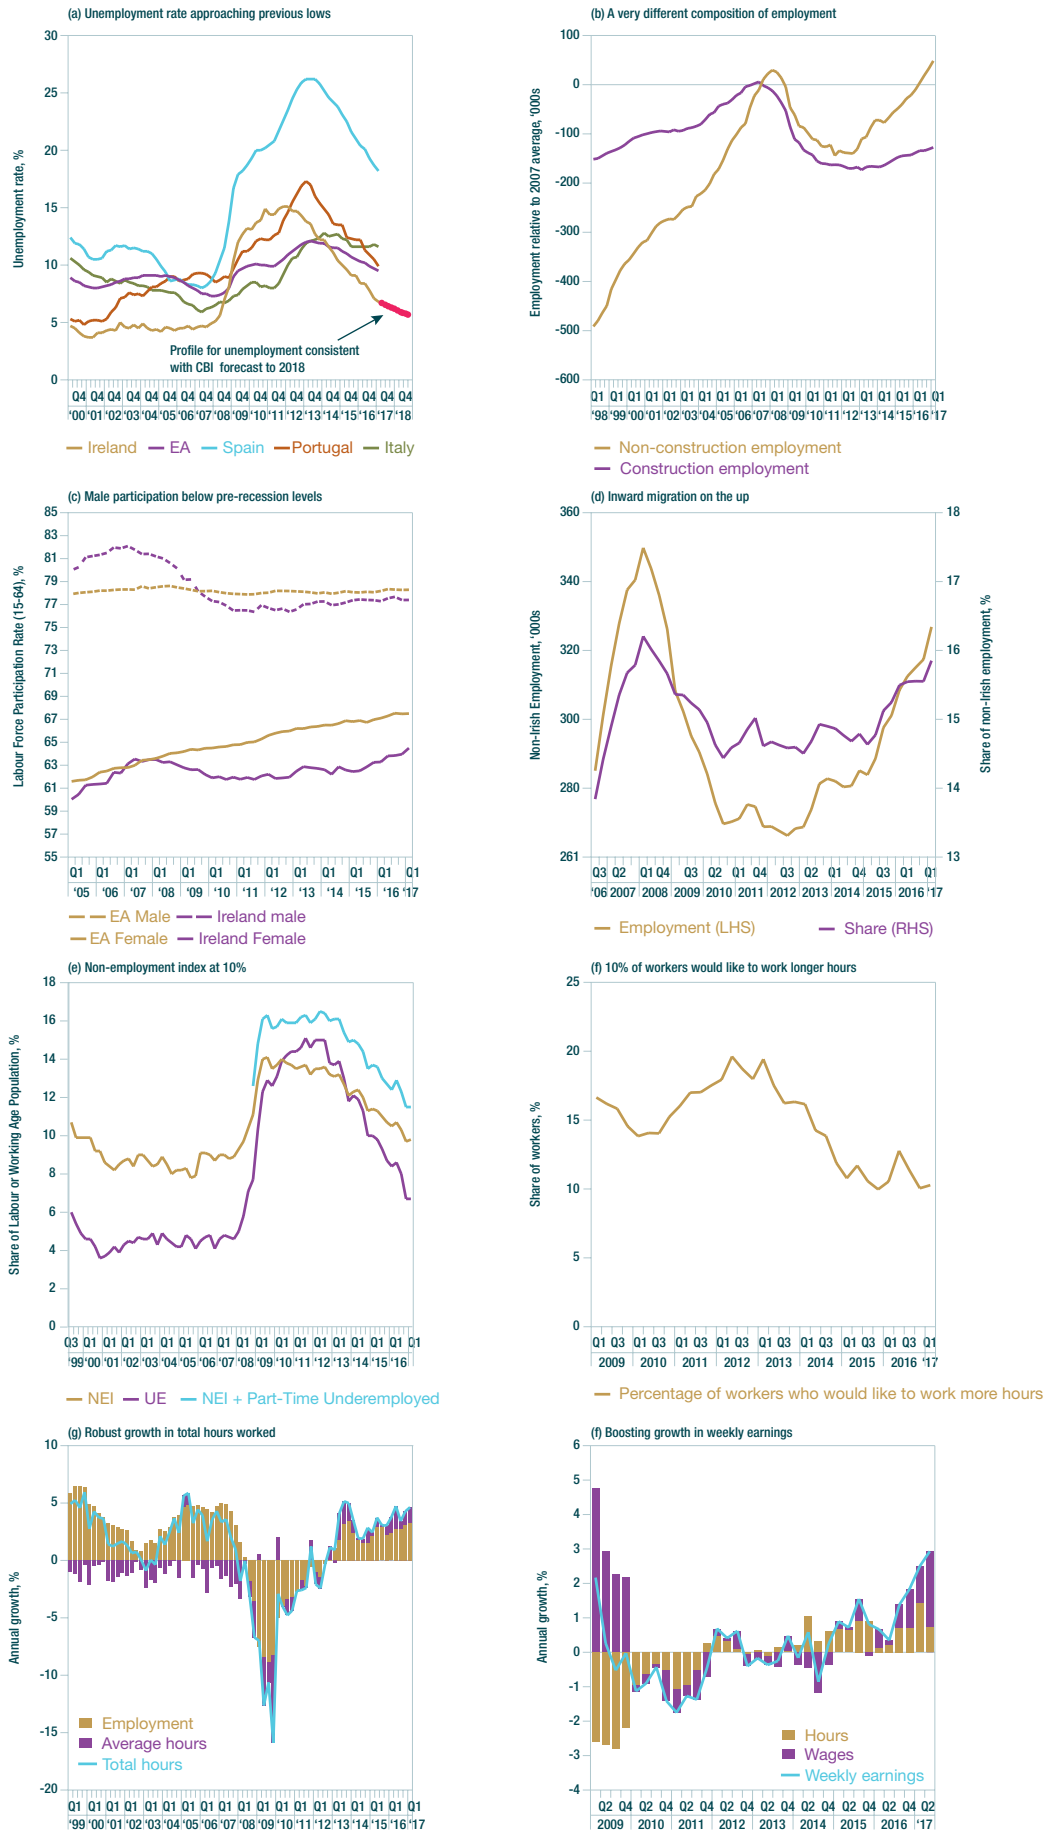 (a) Unemployment rate approaching previous lows
Unemployment rate, %
30
25
20
15
10
5
0
Profile for unemployment consistent
with CBI forecast to 2018
Q4 Q4 Q4 Q4 Q4 Q4 Q4 Q4 Q4 Q4 Q4 Q4 Q4 Q4 Q4 Q4 Q4 Q4 Q4
‘00 ‘01 ‘02 ‘03 ‘04 ‘05 ‘06 ‘07 ‘08 ‘09 ‘10 ‘11 ‘12 ‘13 ‘14 ‘15 ‘16 ‘17 ‘18
Ireland EA Spain Portugal Italy
(b) A very different composition of employment
Employment relative to 2007 average, ‘000s
100
0
-100
-200
-300
-400
-500
-600
Q1 Q1 Q1 Q1 Q1 Q1 Q1 Q1 Q1 Q1 Q1 Q1 Q1 Q1 Q1 Q1 Q1 Q1 Q1 Q1
‘98 ‘99 ‘00 ‘01 ‘02 ‘03 ‘04 ‘05 ‘06 ‘07 ‘08 ‘09 ‘10 ‘11 ‘12 ‘13 ‘14 ‘15 ‘16 ‘17
Non-construction employment
Construction employment
(c) Male participation below pre-recession levels
Labour Force Participation Rate (15-64), %
85
83
81
79
77
75
73
71
69
67
65
63
61
59
57
55
Q1 Q1 Q1 Q1 Q1 Q1 Q1 Q1 Q1 Q1 Q1 Q1 Q1
‘05 ‘06 ‘07 ‘08 ‘09 ‘10 ‘11 ‘12 ‘13 ‘14 ‘15 ‘16 ‘17
EA Male Ireland male
EA Female Ireland Female
(d) Inward migration on the up
Non-Irish Employment, ‘000s
360
340
320
300
280
261
18
17
16
15
14
13
Share of non-Irish employment, %
Q3 Q2 Q1 Q4 Q3 Q2 Q1 Q4 Q3 Q2 Q1 Q4 Q3 Q2 Q1 Q1
‘06 2007 2008 2009 2010 2011 2012 2013 2014 2015 2016 ‘17
Employment (LHS) Share (RHS)
(e) Non-employment index at 10%
Share of Labour or Working Age Population, %
18
16
14
12
10
8
6
4
2
0
Q3 Q1 Q1 Q1 Q1 Q1 Q1 Q1 Q1 Q1 Q1 Q1 Q1 Q1 Q1 Q1 Q1 Q1 Q1
‘99 ‘00 ‘01 ‘02 ‘03 ‘04 ‘05 ‘06 ‘07 ‘08 ‘09 ‘10 ‘11 ‘12 ‘13 ‘14 ‘15 ‘16
NEI UE NEI + Part-Time Underemployed
(f) 10% of workers would like to work longer hours
Share of workers, %
25
20
15
10
5
0
Q1 Q3 Q1 Q3 Q1 Q3 Q1 Q3 Q1 Q3 Q1 Q3 Q1 Q3 Q1 Q3 Q1
2009 2010 2011 2012 2013 2014 2015 2016 ‘17
Percentage of workers who would like to work more hours
(g) Robust growth in total hours worked
Annual growth, %
10
5
0
-5
-10
-15
-20
Employment
Average hours
Total hours
Q1 Q1 Q1 Q1 Q1 Q1 Q1 Q1 Q1 Q1 Q1 Q1 Q1 Q1 Q1 Q1 Q1 Q1 Q1
‘99 ‘00 ‘01 ‘02 ‘03 ‘04 ‘05 ‘06 ‘07 ‘08 ‘09 ‘10 ‘11 ‘12 ‘13 ‘14 ‘15 ‘16 ‘17
(f) Boosting growth in weekly earnings
Annual growth, %
6
5
4
3
2
1
0
-1
-2
-3
-4
Hours
Wages
Weekly earnings
Q2 Q4 Q2 Q4 Q2 Q4 Q2 Q4 Q2 Q4 Q2 Q4 Q2 Q4 Q2 Q4 Q2
2009 2010 2011 2012 2013 2014 2015 2016 ‘17